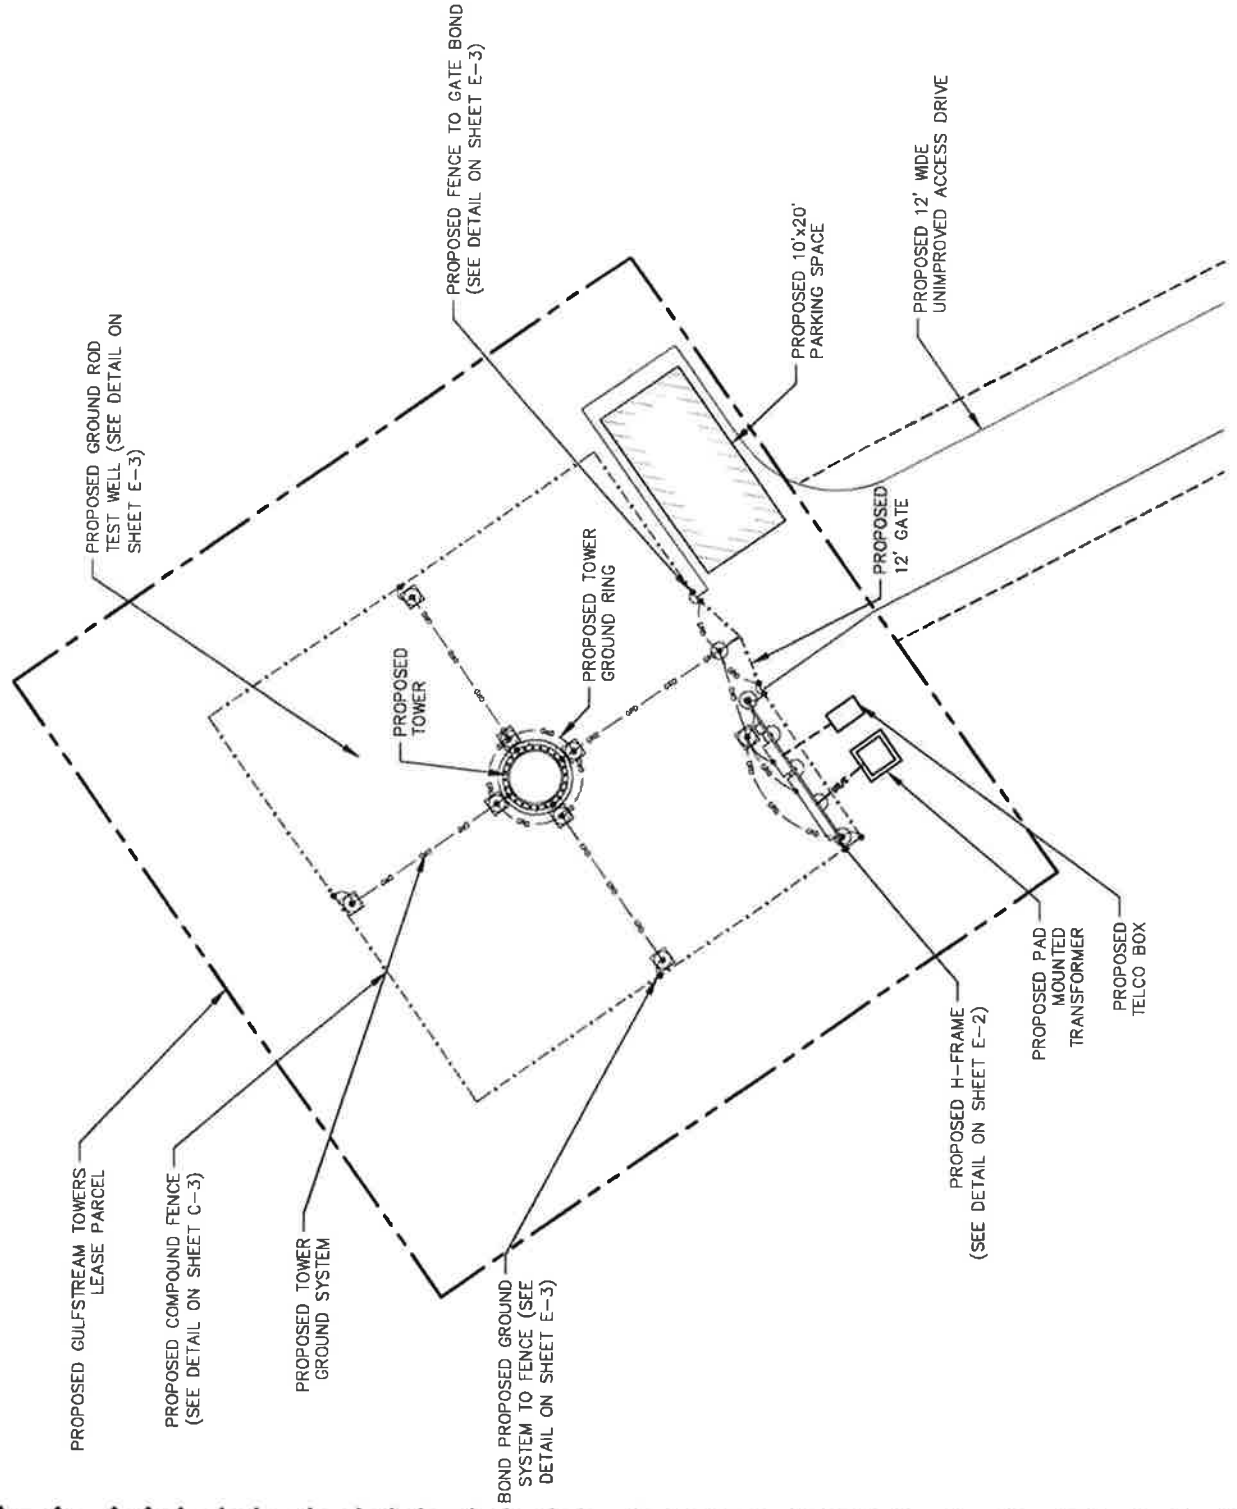 PROPOSED GULFSTREAM TOWERS
LEASE PARCEL
PROPOSED COMPOUND FENCE
(SEE DETAIL ON SHEET C-3)
PROPOSED TOWER
GROUND SYSTEM
BOND PROPOSED GROUND
SYSTEM TO FENCE (SEE
DETAIL ON SHEET E-3)
PROPOSED GROUND ROD
TEST WELL (SEE DETAIL ON
SHEET E-3)
PROPOSED
TOWER
PROPOSED TOWER
GROUND RING
PROPOSED FENCE TO GATE BOND
(SEE DETAIL ON SHEET E-3)
PROPOSED 10'x20'
PARKING SPACE
PROPOSED
12' GATE
PROPOSED 12' WIDE
UNIMPROVED ACCESS DRIVE
PROPOSED H-FRAME
(SEE DETAIL ON SHEET E-2)
PROPOSED PAD
MOUNTED
TRANSFORMER
PROPOSED
TELCO BOX